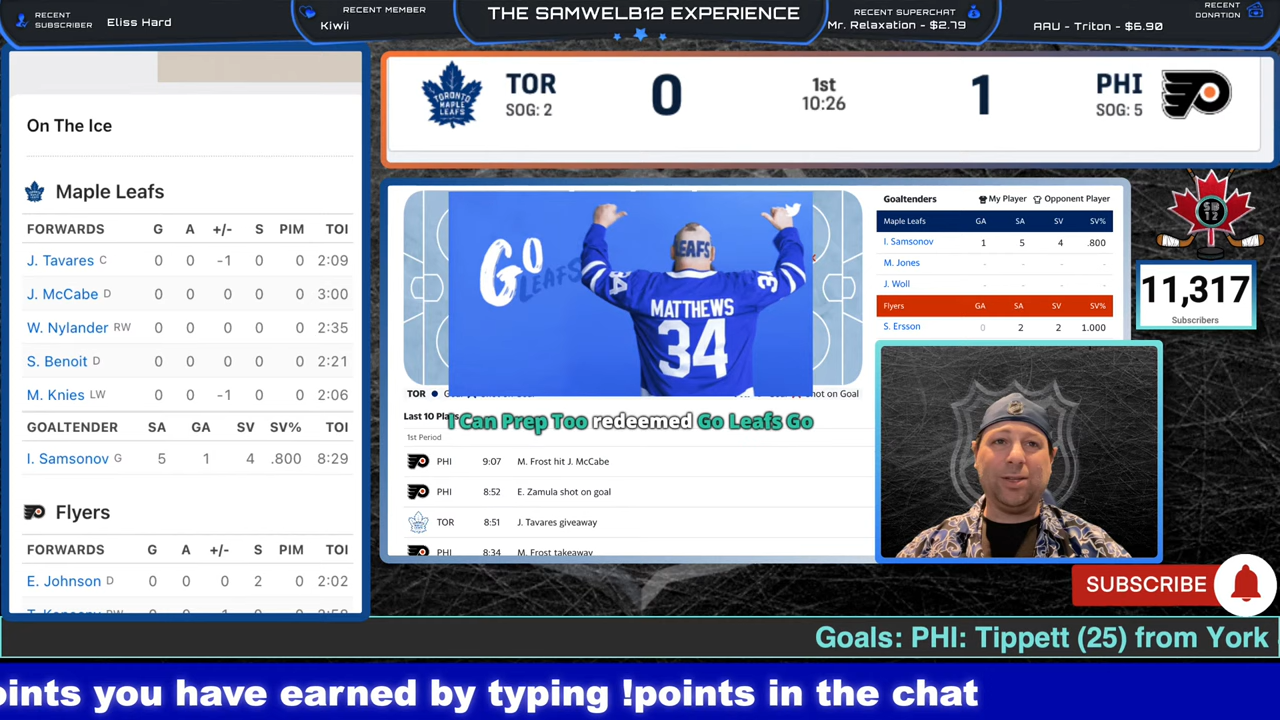 RECENT SUBSCRIBER
Eliss Hard
RECENT MEMBER
Kiwii
THE SAMWELB12 EXPERIENCE
RECENT SUPERCHAT
Mr. Relaxation - $2.79
RECENT DONATION
AAU - Triton - $6.90
On The Ice
Maple Leafs
FORWARDS G A +/- S PIM TOI
J. Tavares C 0 0 -1 0 0 2:09
J. McCabe D 0 0 0 0 0 3:00
W. Nylander RW 0 0 0 0 0 2:35
S. Benoit D 0 0 0 0 0 2:21
M. Knies LW 0 0 -1 0 0 2:06
GOALTENDER SA GA SV SV% TOI
I. Samsonov G 5 1 4 .800 8:29
Flyers
FORWARDS G A +/- S PIM TOI
E. Johnson D 0 0 0 2 0 2:02
TORONTO MAPLE LEAFS
TOR 0 1st 1 PHI
SOG: 2 10:26 SOG: 5
GO
LEAFS
LEAFS
34
MATTHEWS
34
Goaltenders My Player Opponent Player
Maple Leafs GA SA SV SV%
I. Samsonov 1 5 4 .800
M. Jones - - - -
J. Woll - - - -
Flyers GA SA SV SV%
S. Ersson 0 2 2 1.000
TOR
hot on Goal
Last 10 Plays
I Can Prep Too redeemed Go Leafs Go
1st Period
PHI 9:07 M. Frost hit J. McCabe
PHI 8:52 E. Zamula shot on goal
TOR 8:51 J. Tavares giveaway
PHI 8:34 M. Frost takeaway
SB
12
11,317
Subscribers
SUBSCRIBE
Goals: PHI: Tippett (25) from York
oints you have earned by typing !points in the chat